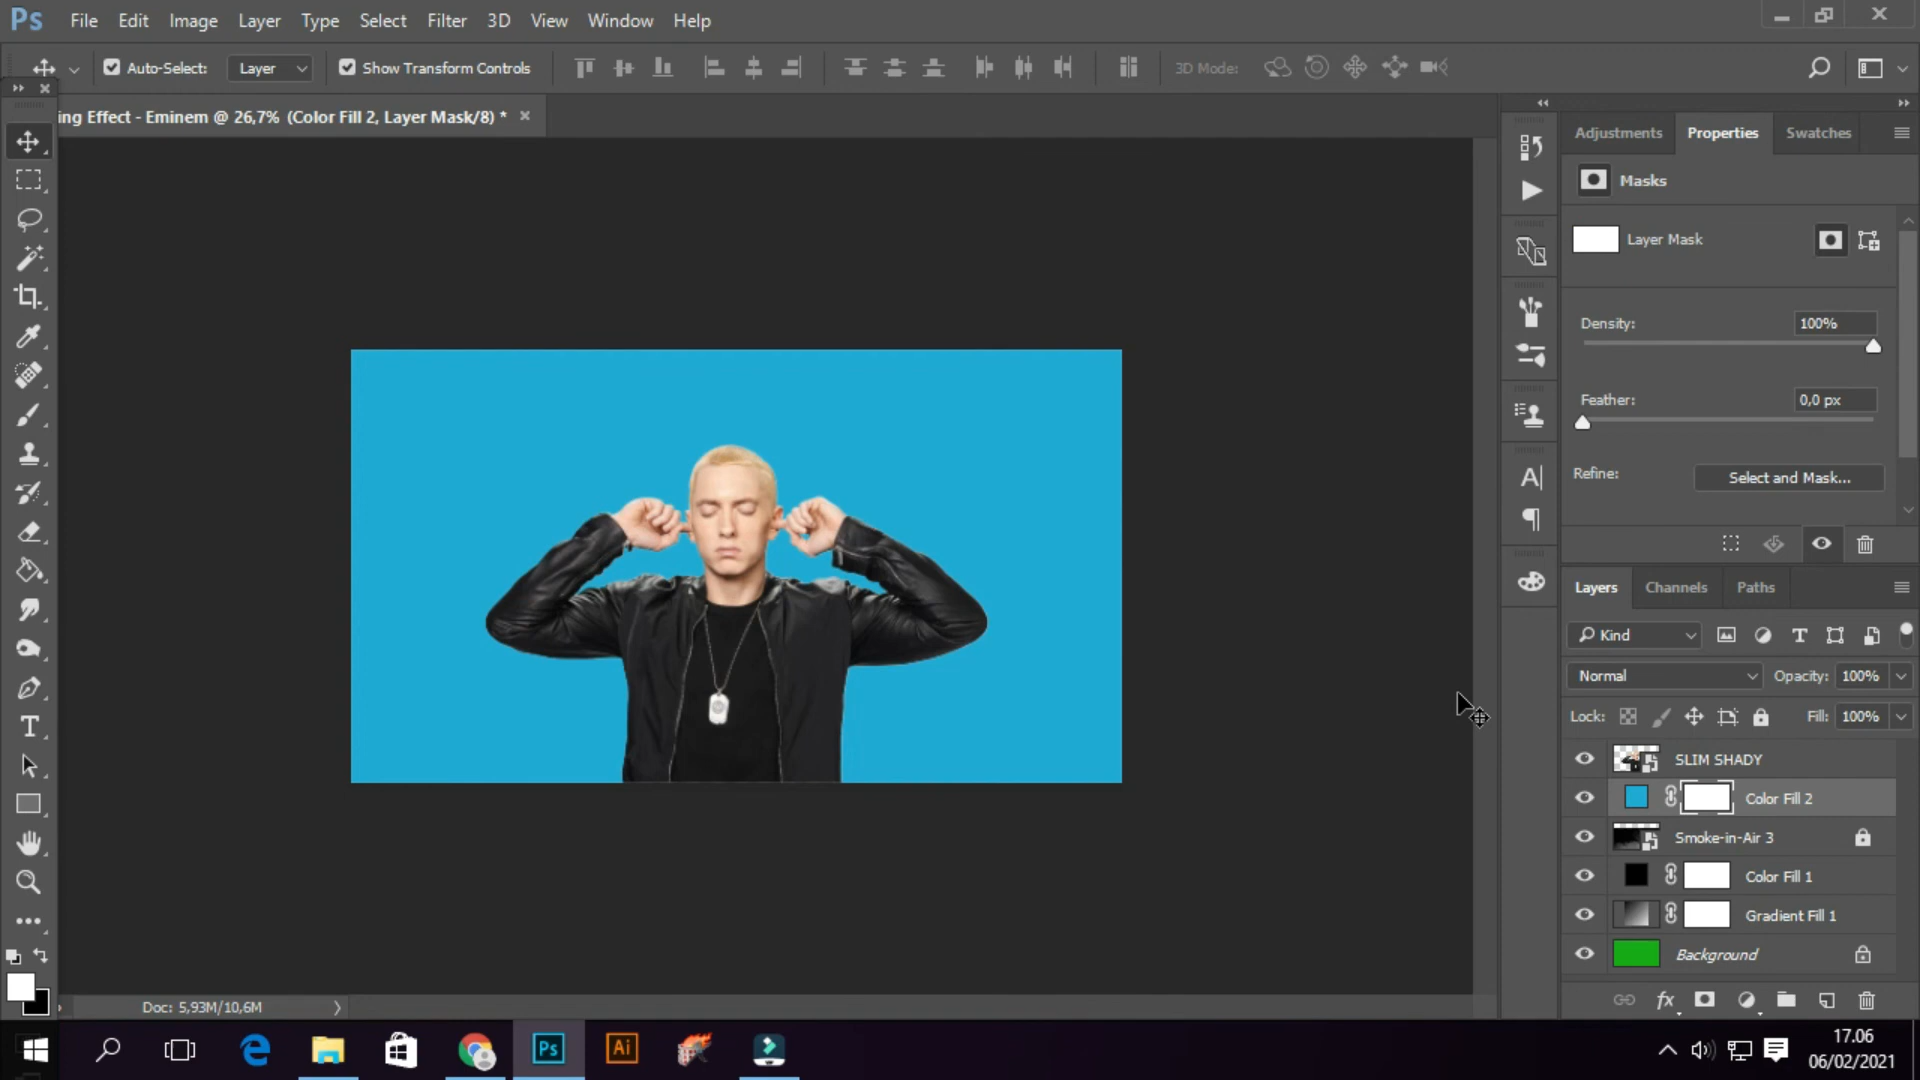 Ps File Edit Image Layer Type Select Filter 3D View Window Help
Auto-Select: Layer Show Transform Controls 3D Mode:
ing Effect - Eminem @ 26,7% (Color Fill 2, Layer Mask/8) *
Adjustments Properties Swatches
Masks
Layer Mask
Density: 100%
Feather: 0,0 px
Refine: Select and Mask...
Layers Channels Paths
Kind
Normal Opacity: 100%
Lock: Fill: 100%
SLIM SHADY
Color Fill 2
Smoke-in-Air 3
Color Fill 1
Gradient Fill 1
Background
Doc: 5,93M/10,6M
Ps Ai
17.06
06/02/2021